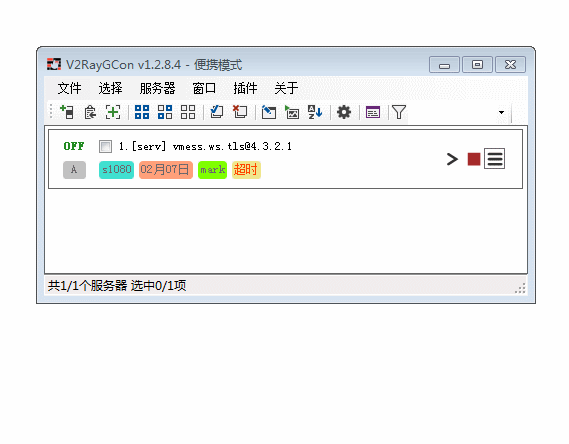 V2RayGCon v1.2.8.4 - 便携模式
文件 选择 服务器 窗口 插件 关于
OFF 1.[serv] vmess.ws.tls@4.3.2.1
A s1080 02月07日 mark 超时
共1/1个服务器 选中0/1项